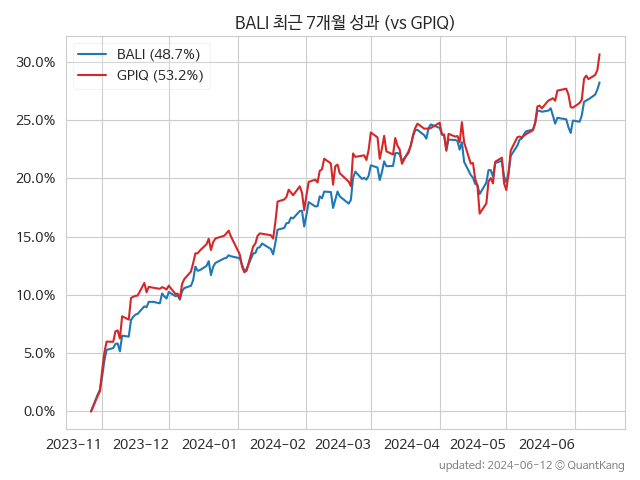 BALI 최근 7개월 성과 (vs GPIQ)
BALI (48.7%)
GPIQ (53.2%)
30.0%
25.0%
20.0%
15.0%
10.0%
5.0%
0.0%
2023-11 2023-12 2024-01 2024-02 2024-03 2024-04 2024-05 2024-06
updated: 2024-06-12 © QuantKang